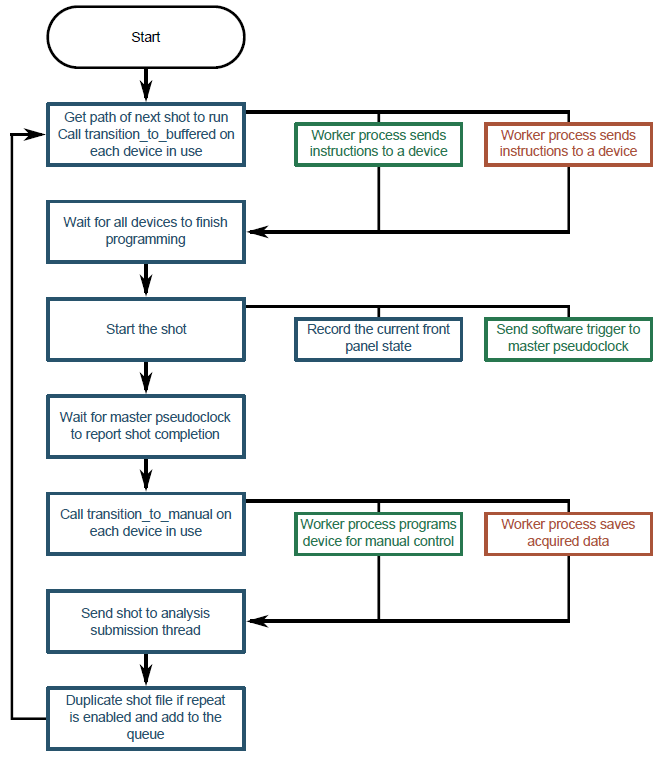 Start
Get path of next shot to run
Call transition_to_buffered on
each device in use
Worker process sends
instructions to a device
Worker process sends
instructions to a device
Wait for all devices to finish
programming
Start the shot
Record the current front
panel state
Send software trigger to
master pseudoclock
Wait for master pseudoclock
to report shot completion
Call transition_to_manual on
each device in use
Worker process programs
device for manual control
Worker process saves
acquired data
Send shot to analysis
submission thread
Duplicate shot file if repeat
is enabled and add to the
queue